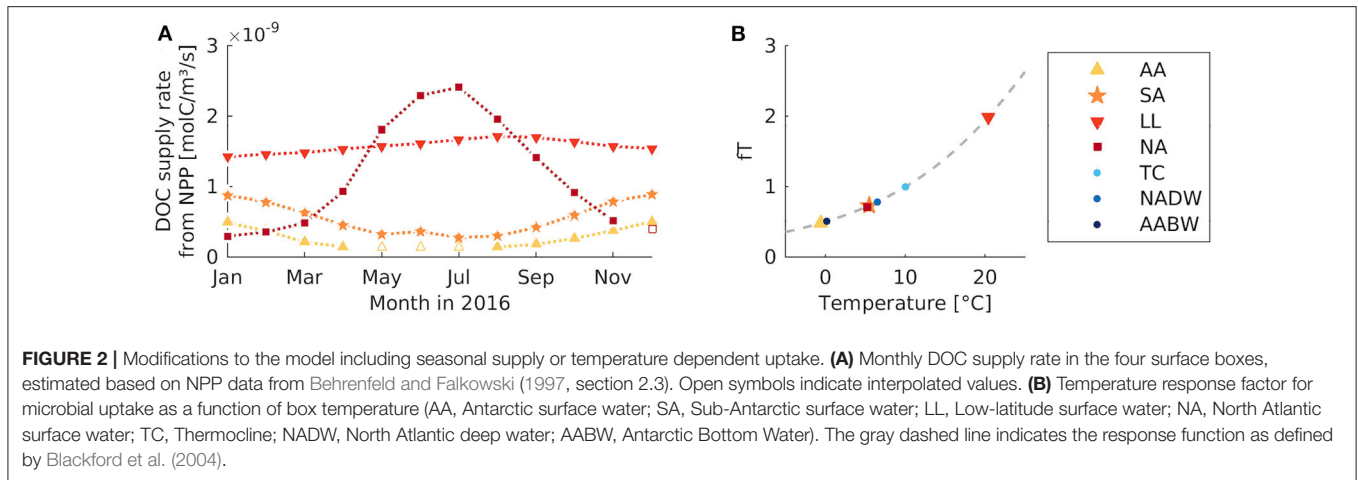 A
×10⁻⁹
DOC supply rate
from NPP [molC/m³/s]
3
2
1
0
Jan
Mar
May
Jul
Sep
Nov
Month in 2016
B
fT
3
2
1
0
0
10
20
Temperature [°C]
AA
SA
LL
NA
TC
NADW
AABW
FIGURE 2 | Modifications to the model including seasonal supply or temperature dependent uptake. (A) Monthly DOC supply rate in the four surface boxes,
estimated based on NPP data from Behrenfeld and Falkowski (1997, section 2.3). Open symbols indicate interpolated values. (B) Temperature response factor for
microbial uptake as a function of box temperature (AA, Antarctic surface water; SA, Sub-Antarctic surface water; LL, Low-latitude surface water; NA, North Atlantic
surface water; TC, Thermocline; NADW, North Atlantic deep water; AABW, Antarctic Bottom Water). The gray dashed line indicates the response function as defined
by Blackford et al. (2004).